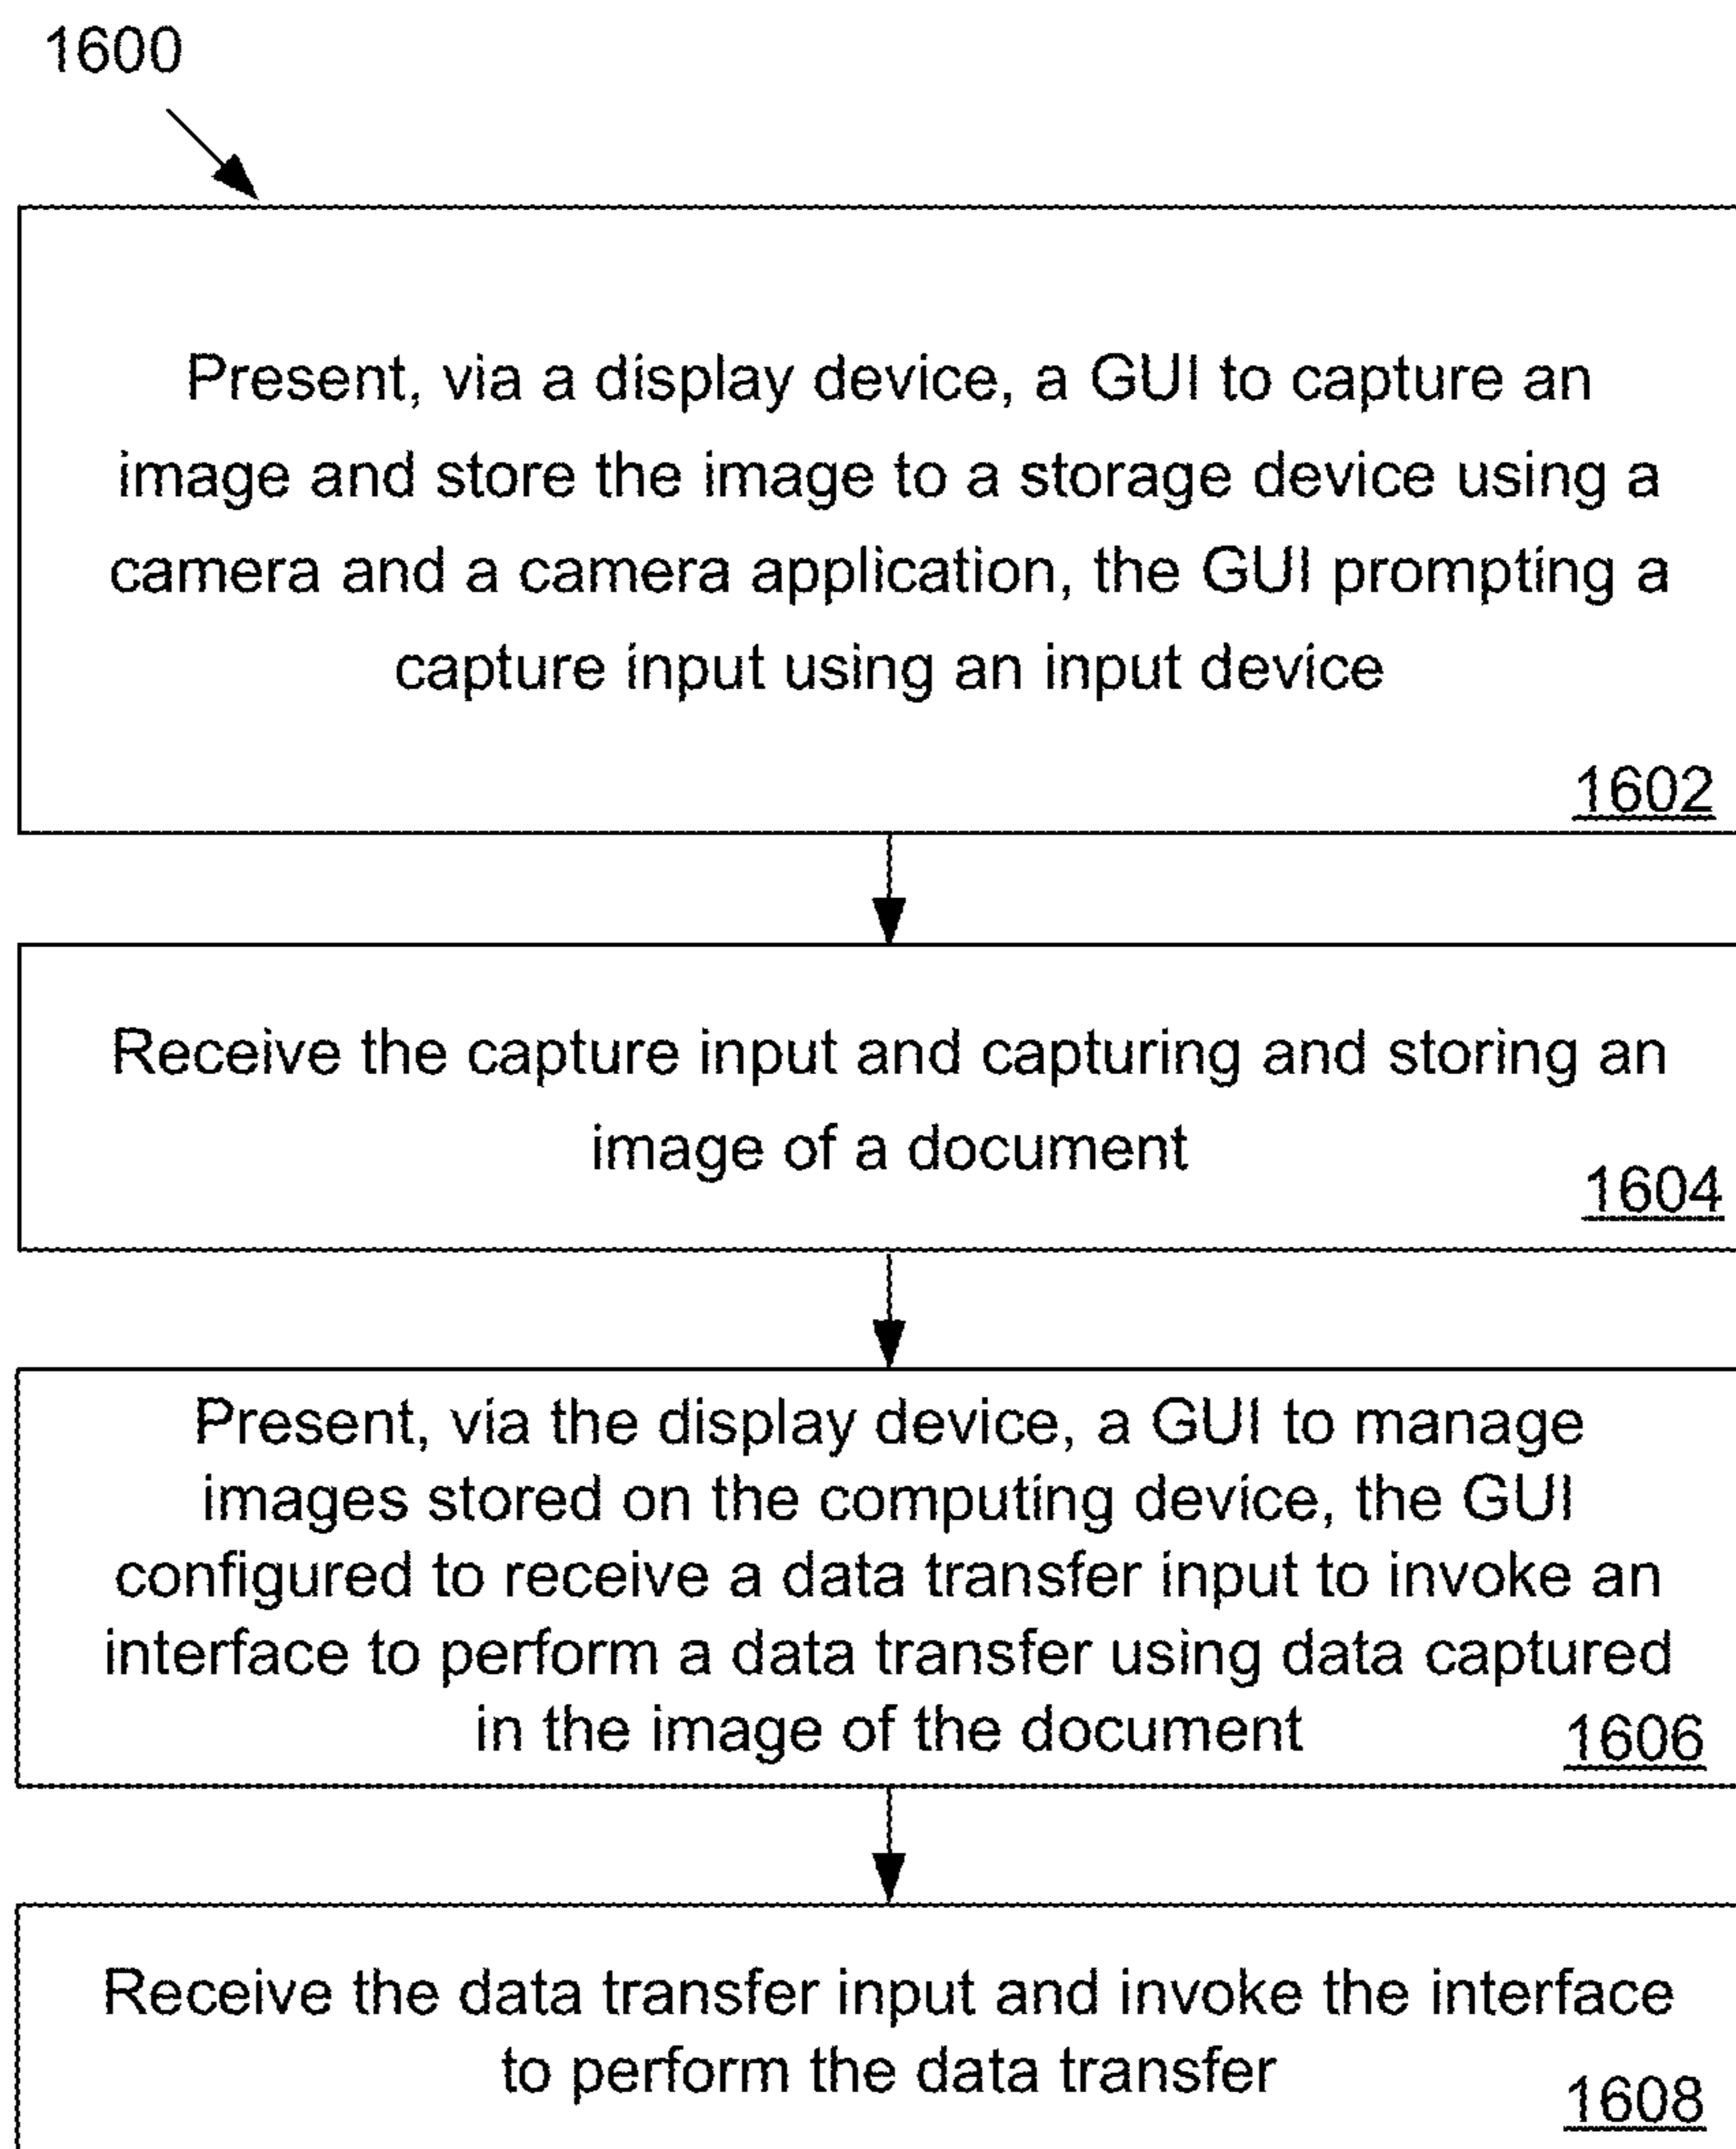 1600
Present, via a display device, a GUI to capture an
image and store the image to a storage device using a
camera and a camera application, the GUI prompting a
capture input using an input device
1602
Receive the capture input and capturing and storing an
image of a document
1604
Present, via the display device, a GUI to manage
images stored on the computing device, the GUI
configured to receive a data transfer input to invoke an
interface to perform a data transfer using data captured
in the image of the document
1606
Receive the data transfer input and invoke the interface
to perform the data transfer
1608